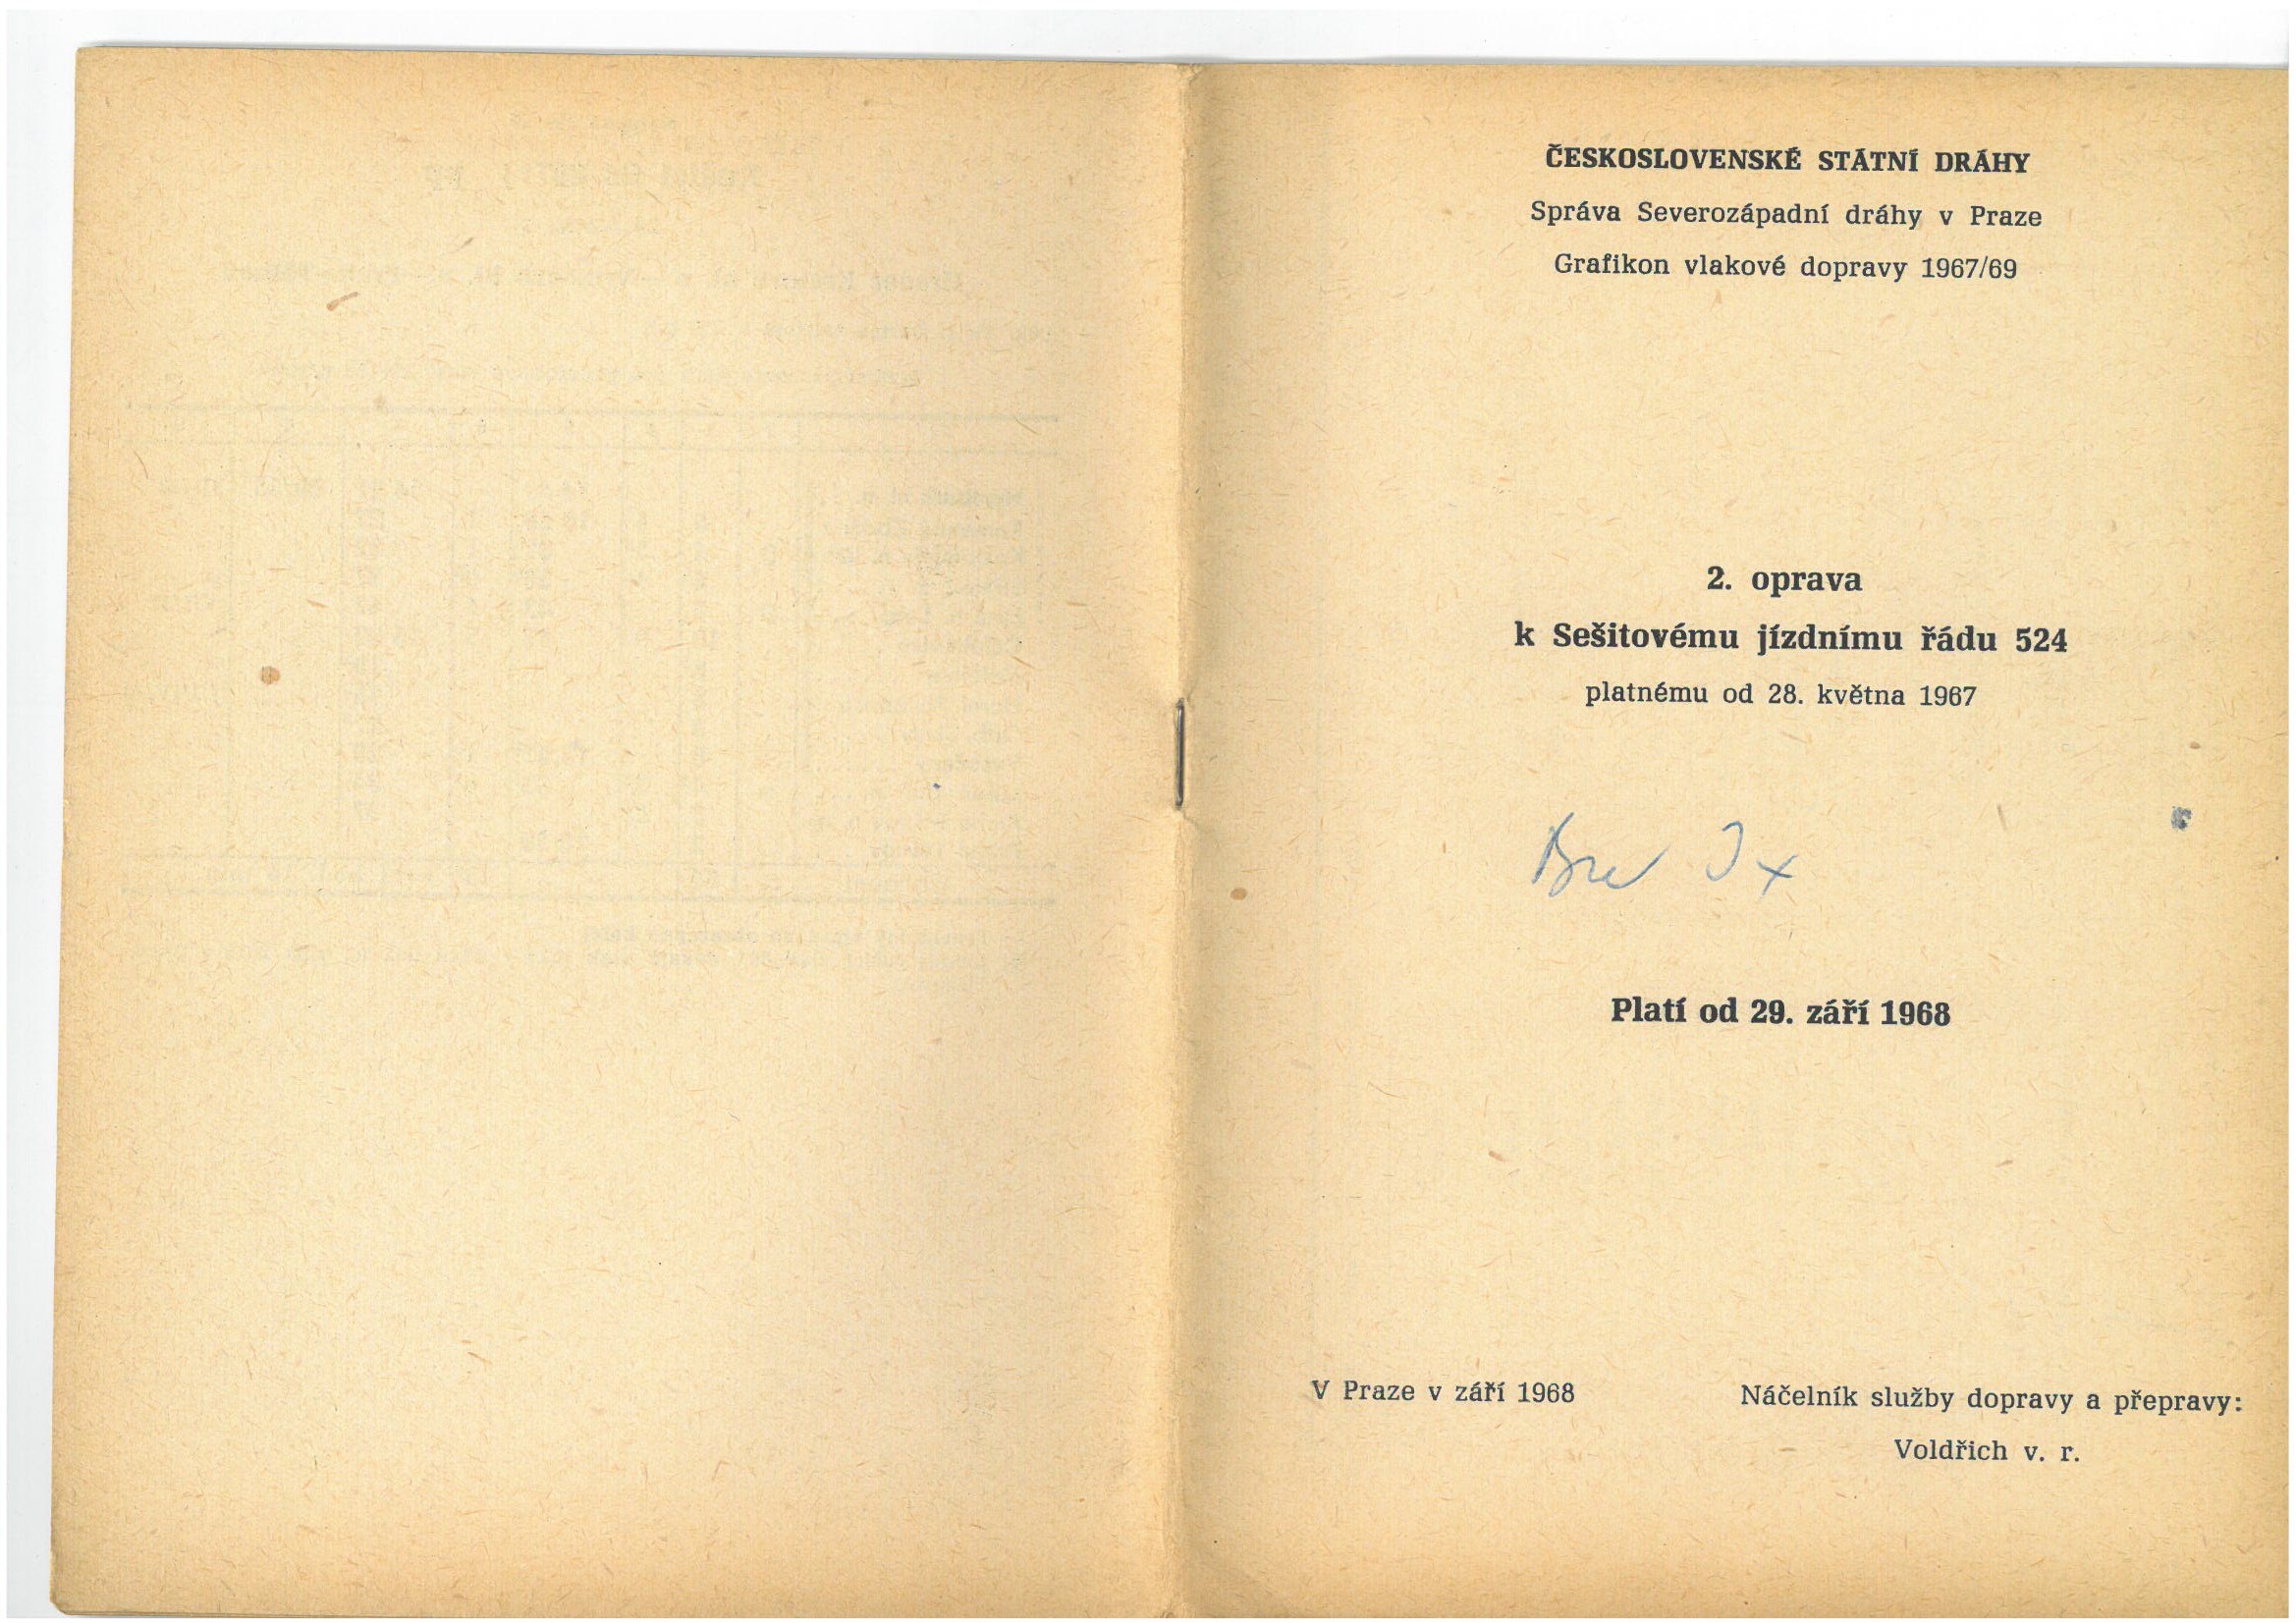 ČESKOSLOVENSKÉ STÁTNÍ DRÁHY
Správa Severozápadní dráhy v Praze
Grafikon vlakové dopravy 1967/69
2. oprava
k Sešitovému jízdnímu řádu 524
platnému od 28. května 1967
Platí od 29. září 1968
V Praze v září 1968
Náčelník služby dopravy a přepravy:
Voldřich v. r.